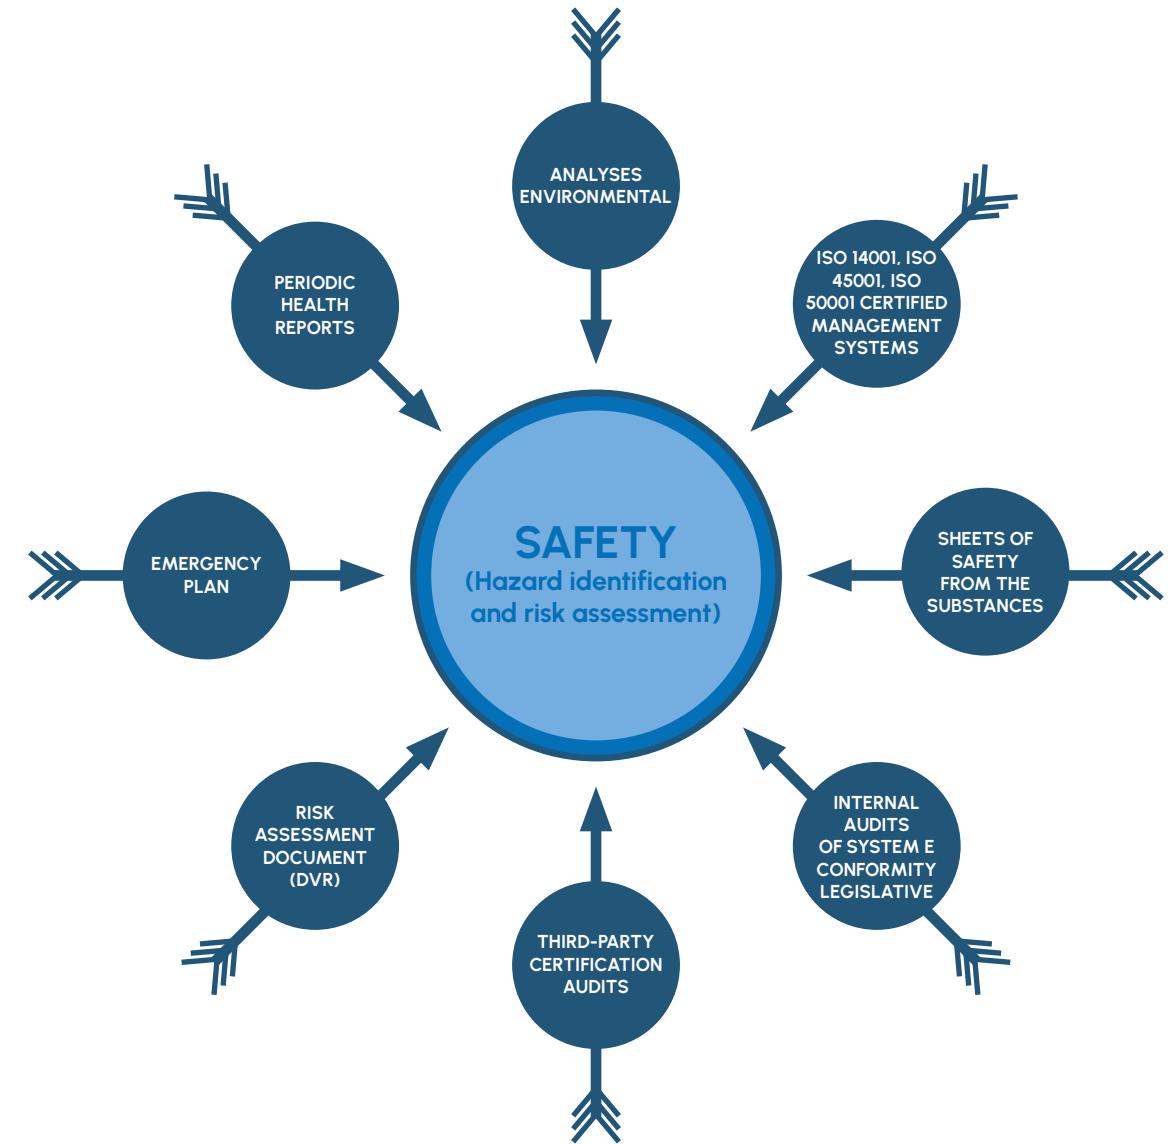 ANALYSES
ENVIRONMENTAL
ISO 14001, ISO
45001, ISO
50001 CERTIFIED
MANAGEMENT
SYSTEMS
PERIODIC
HEALTH
REPORTS
SAFETY
(Hazard identification
and risk assessment)
SHEETS OF
SAFETY
FROM THE
SUBSTANCES
EMERGENCY
PLAN
INTERNAL
AUDITS
OF SYSTEM E
CONFORMITY
LEGISLATIVE
RISK
ASSESSMENT
DOCUMENT
(DVR)
THIRD-PARTY
CERTIFICATION
AUDITS